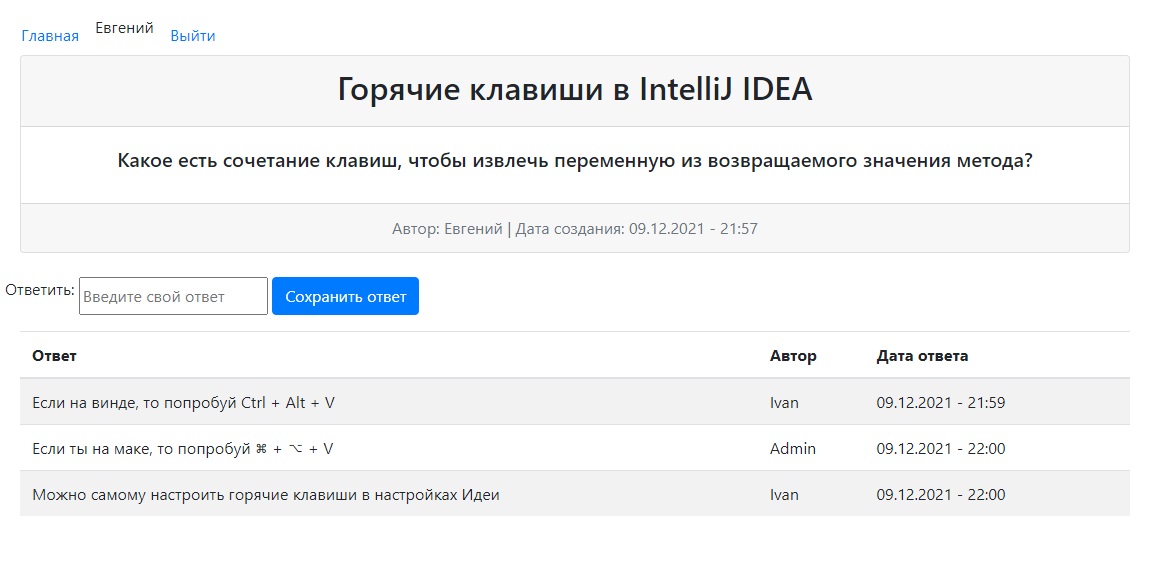 Главная Евгений Выйти
Горячие клавиши в IntelliJ IDEA
Какое есть сочетание клавиш, чтобы извлечь переменную из возвращаемого значения метода?
Автор: Евгений | Дата создания: 09.12.2021 - 21:57
Ответить: Введите свой ответ Сохранить ответ
Ответ Автор Дата ответа
Если на винде, то попробуй Ctrl + Alt + V Ivan 09.12.2021 - 21:59
Если ты на маке, то попробуй ⌘ + ⌥ + V Admin 09.12.2021 - 22:00
Можно самому настроить горячие клавиши в настройках Идеи Ivan 09.12.2021 - 22:00